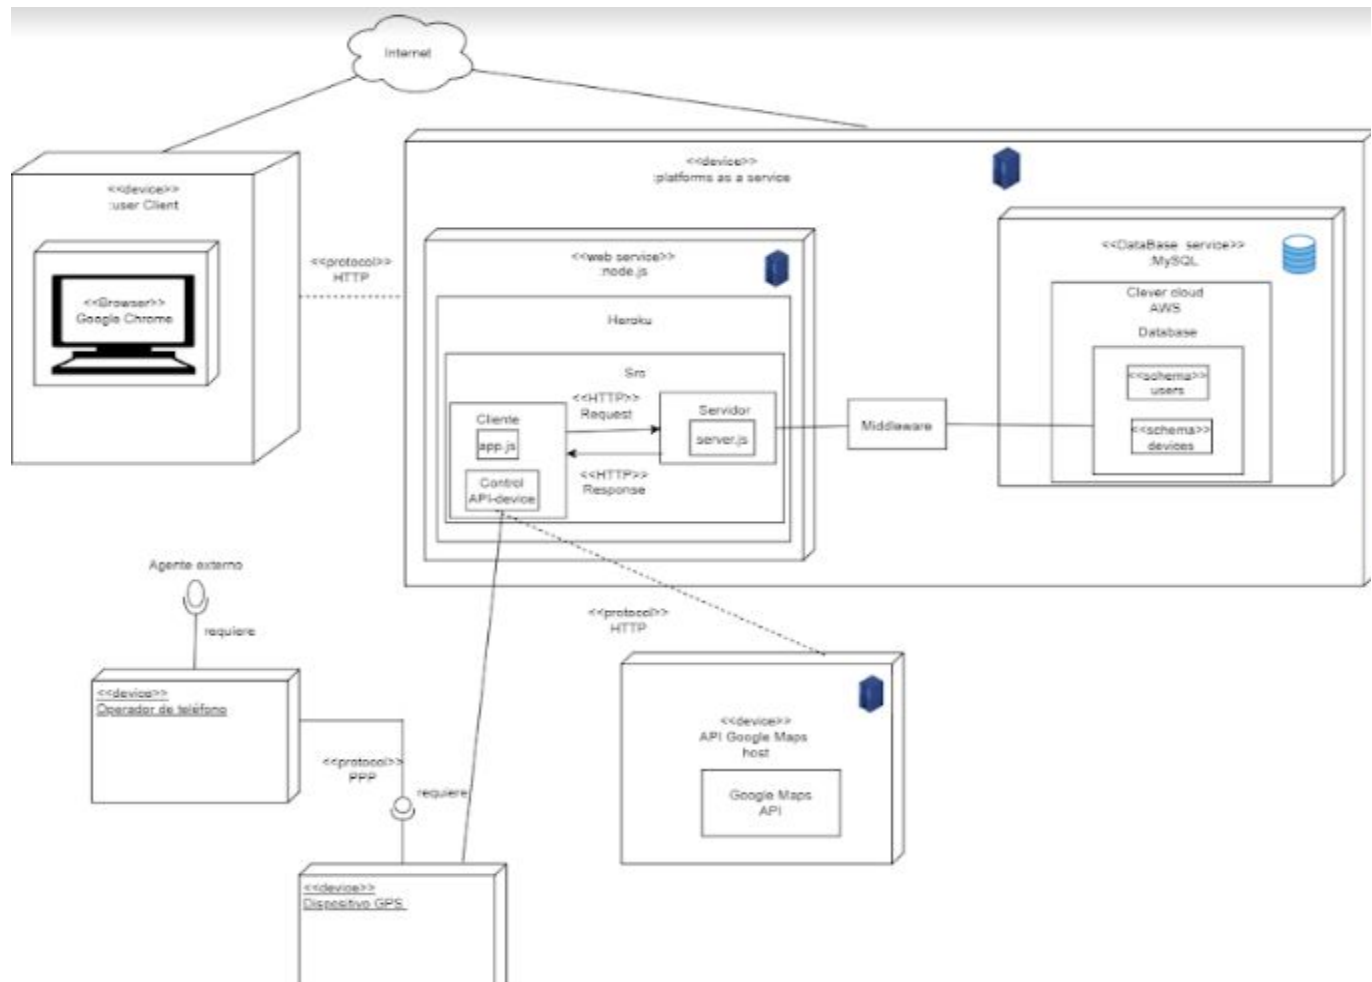 Internet
<<device>>
:user Client
<<Browser>>
Google Chrome
<<protocol>>
HTTP
<<device>>
:platforms as a service
<<web service>>
:node.js
Heroku
Src
Cliente
app.js
Control
API-device
<<HTTP>>
Request
<<HTTP>>
Response
Servidor
server.js
Middleware
<<DataBase service>>
:MySQL
Clever cloud
AWS
Database
<<schema>>
users
<<schema>>
devices
Agente externo
requiere
<<device>>
Operador de teléfono
<<protocol>>
PPP
requiere
<<device>>
Dispositivo GPS
<<protocol>>
HTTP
<<device>>
API Google Maps
host
Google Maps
API